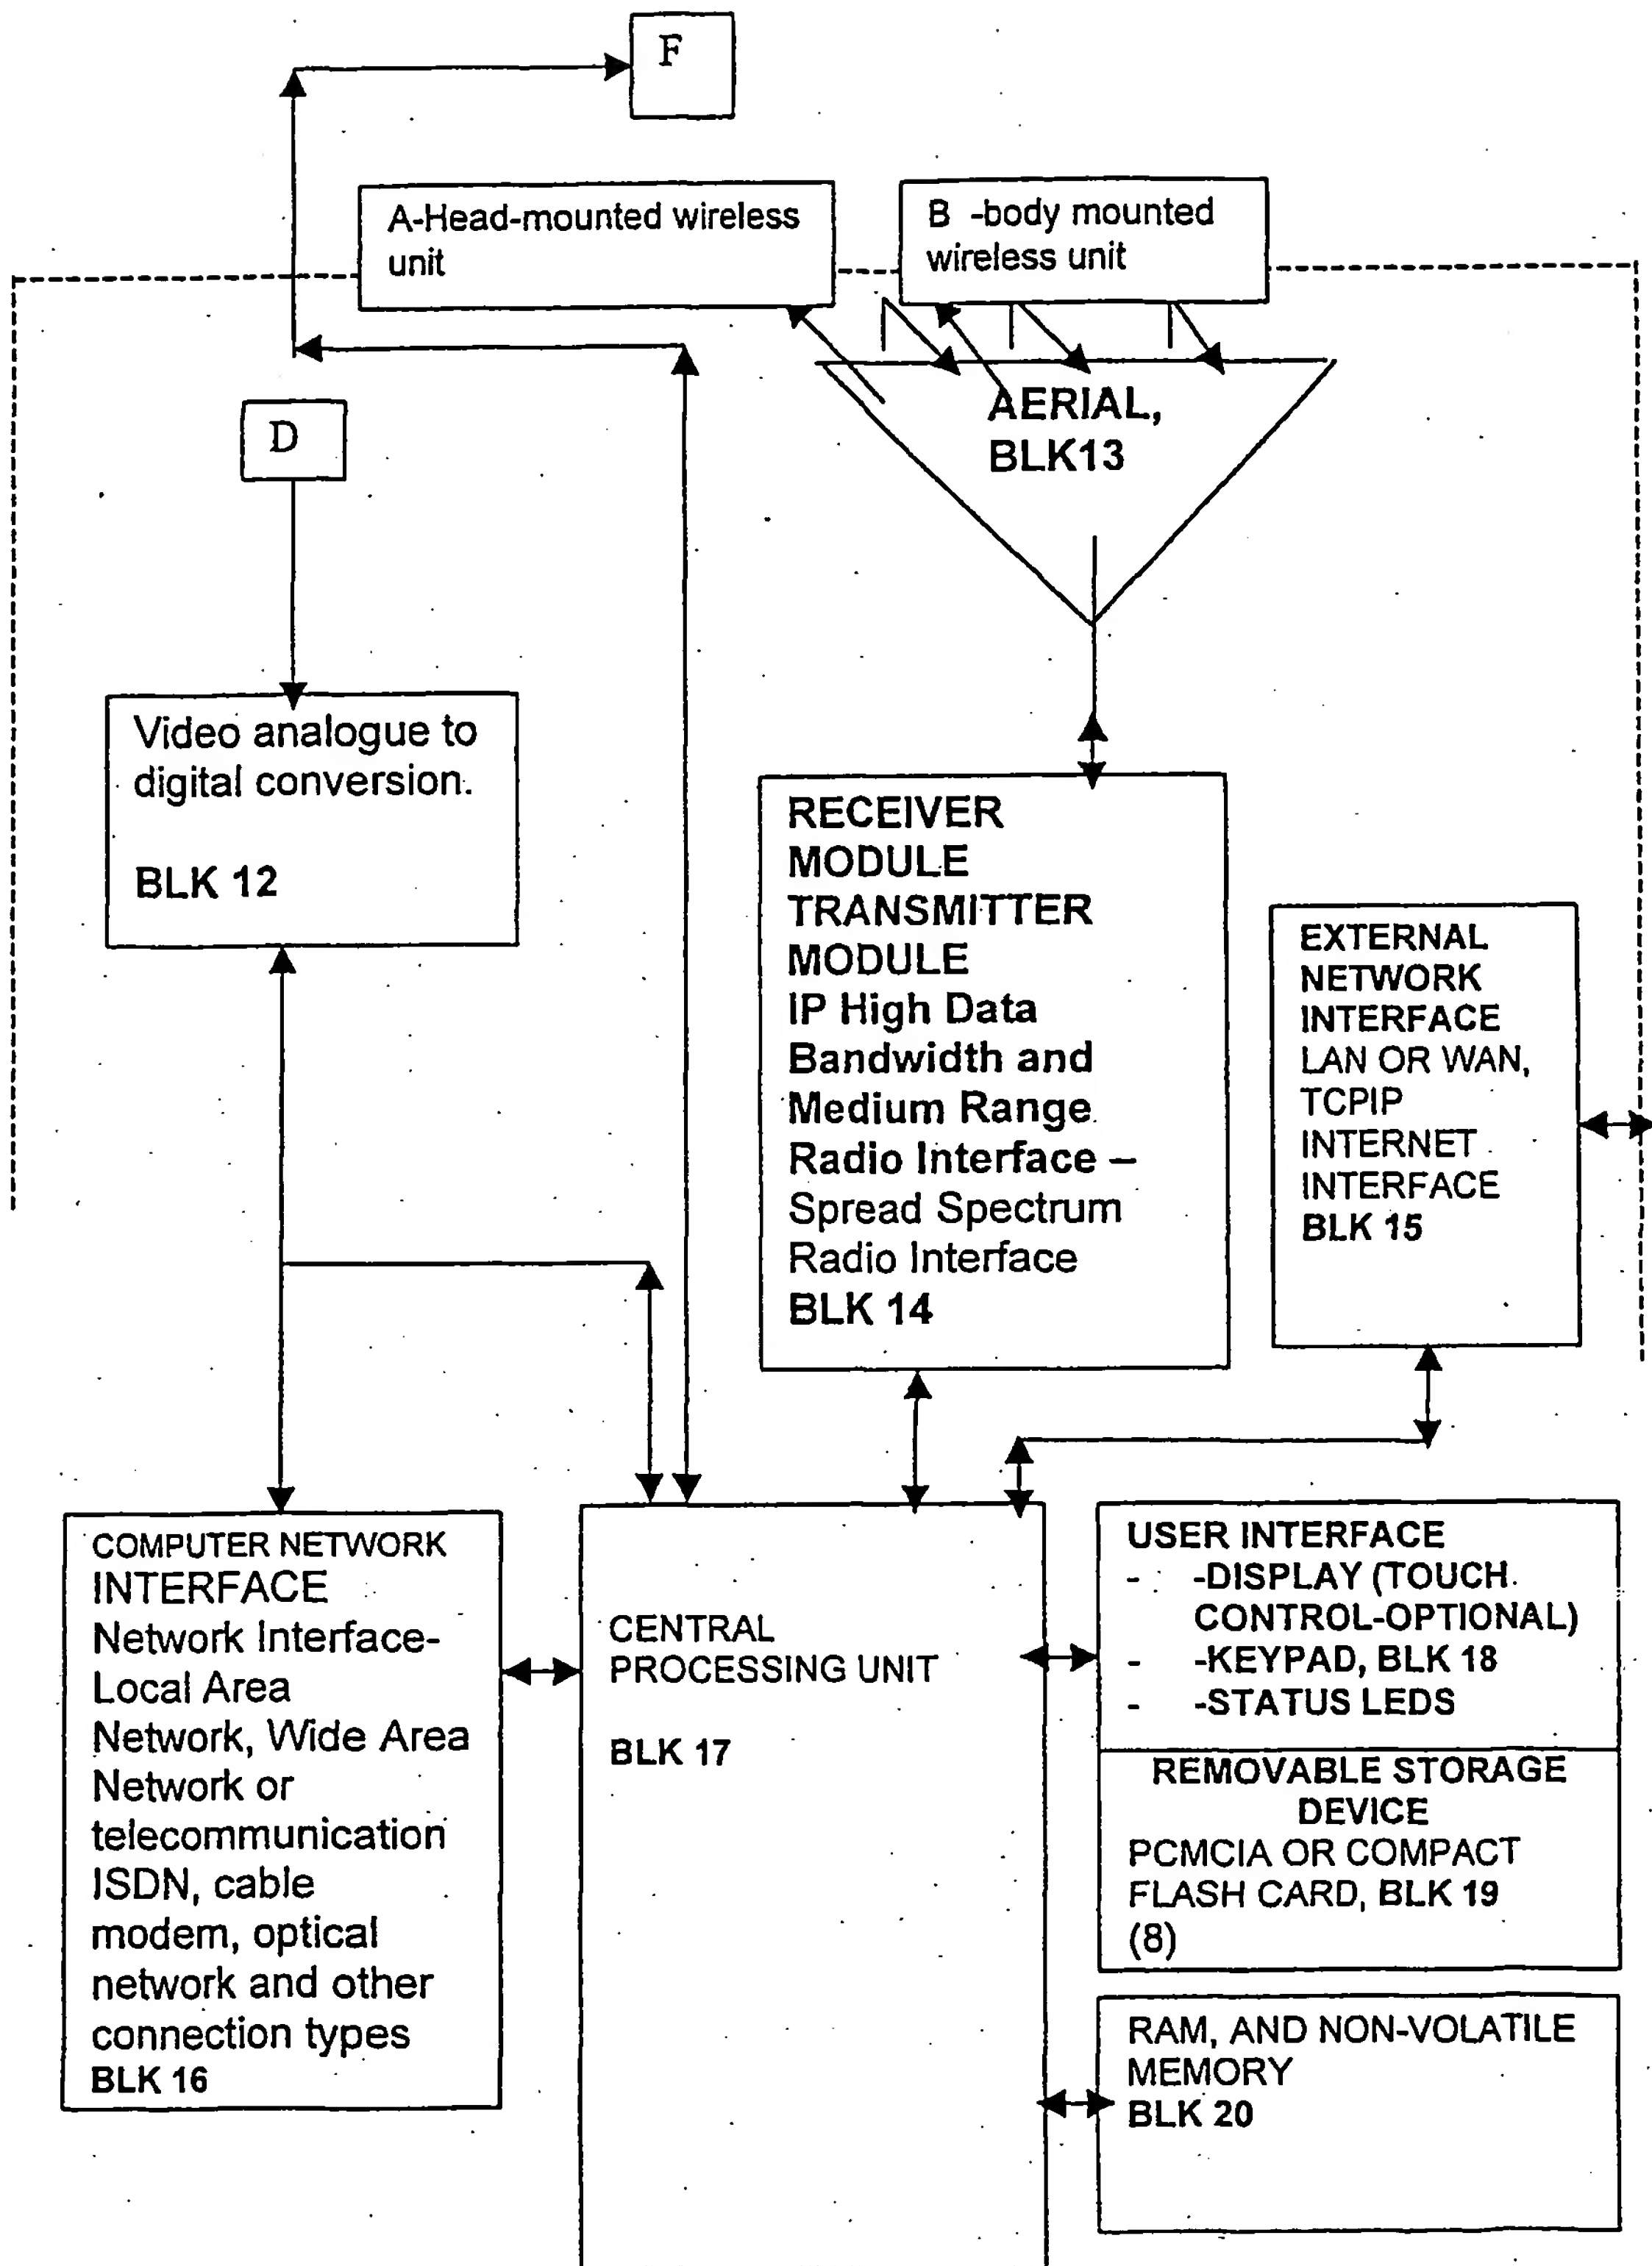 F
A-Head-mounted wireless
unit
B -body mounted
wireless unit
D
AERIAL,
BLK13
Video analogue to
digital conversion.
BLK 12
RECEIVER
MODULE
TRANSMITTER
MODULE
IP High Data
Bandwidth and
Medium Range
Radio Interface –
Spread Spectrum
Radio Interface
BLK 14
EXTERNAL
NETWORK
INTERFACE
LAN OR WAN,
TCPIP
INTERNET
INTERFACE
BLK 15
COMPUTER NETWORK
INTERFACE
Network Interface-
Local Area
Network, Wide Area
Network or
telecommunication
ISDN, cable
modem, optical
network and other
connection types
BLK 16
CENTRAL
PROCESSING UNIT
BLK 17
USER INTERFACE
- -DISPLAY (TOUCH
CONTROL-OPTIONAL)
- -KEYPAD, BLK 18
- -STATUS LEDS
REMOVABLE STORAGE
DEVICE
PCMCIA OR COMPACT
FLASH CARD, BLK 19
(8)
RAM, AND NON-VOLATILE
MEMORY
BLK 20